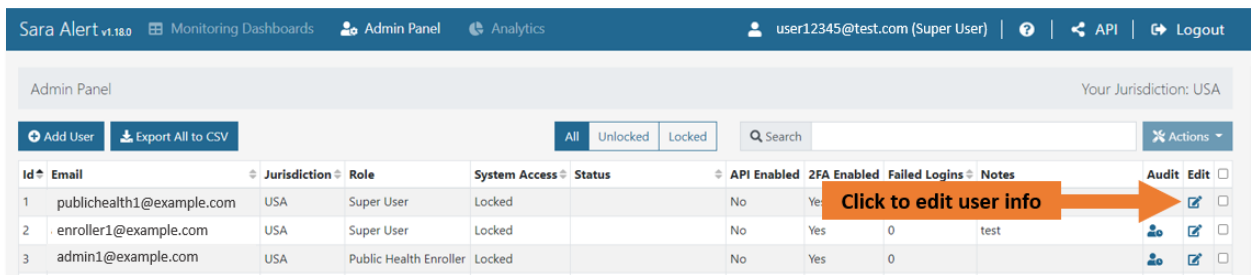 Sara Alert v1.18.0 Monitoring Dashboards Admin Panel Analytics user12345@test.com (Super User) | ? | API | Logout
Admin Panel Your Jurisdiction: USA
Add User Export All to CSV All Unlocked Locked Search Actions
Id Email Jurisdiction Role System Access Status API Enabled 2FA Enabled Failed Logins Notes Audit Edit
1 publichealth1@example.com USA Super User Locked No Click to edit user info
2 enroller1@example.com USA Super User Locked No Yes 0 test
3 admin1@example.com USA Public Health Enroller Locked No Yes 0